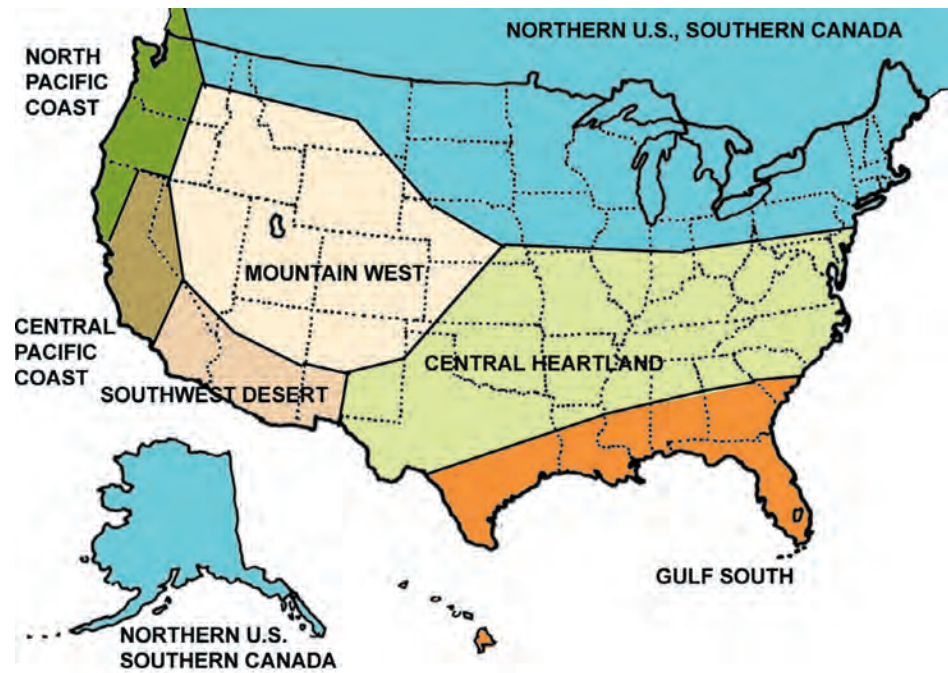 NORTHERN U.S., SOUTHERN CANADA
NORTH
PACIFIC
COAST
MOUNTAIN WEST
CENTRAL
PACIFIC
COAST
CENTRAL HEARTLAND
SOUTHWEST DESERT
GULF SOUTH
NORTHERN U.S.
SOUTHERN CANADA